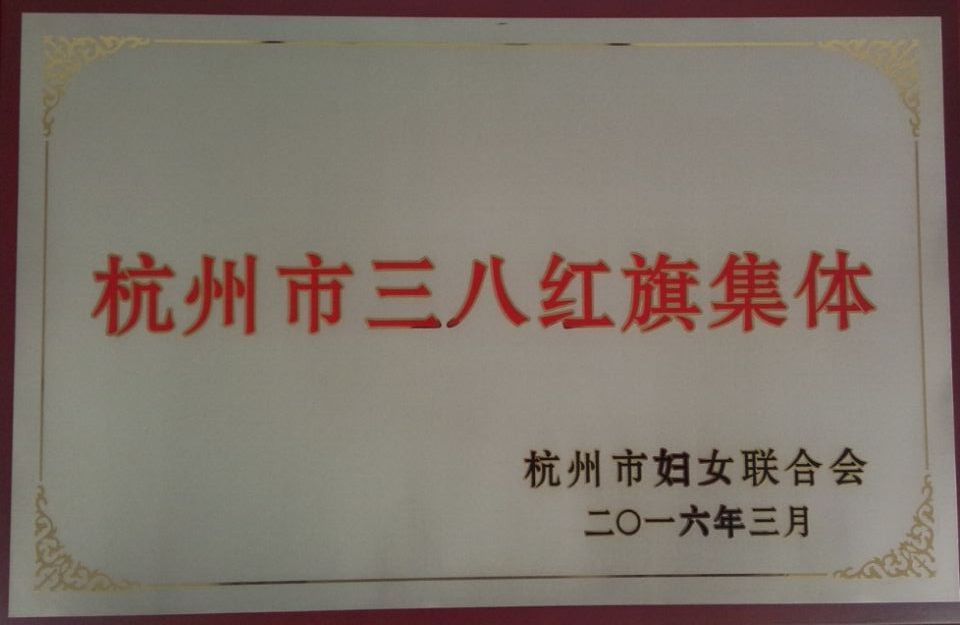 杭州市三八红旗集体
杭州市妇女联合会
二〇一六年三月